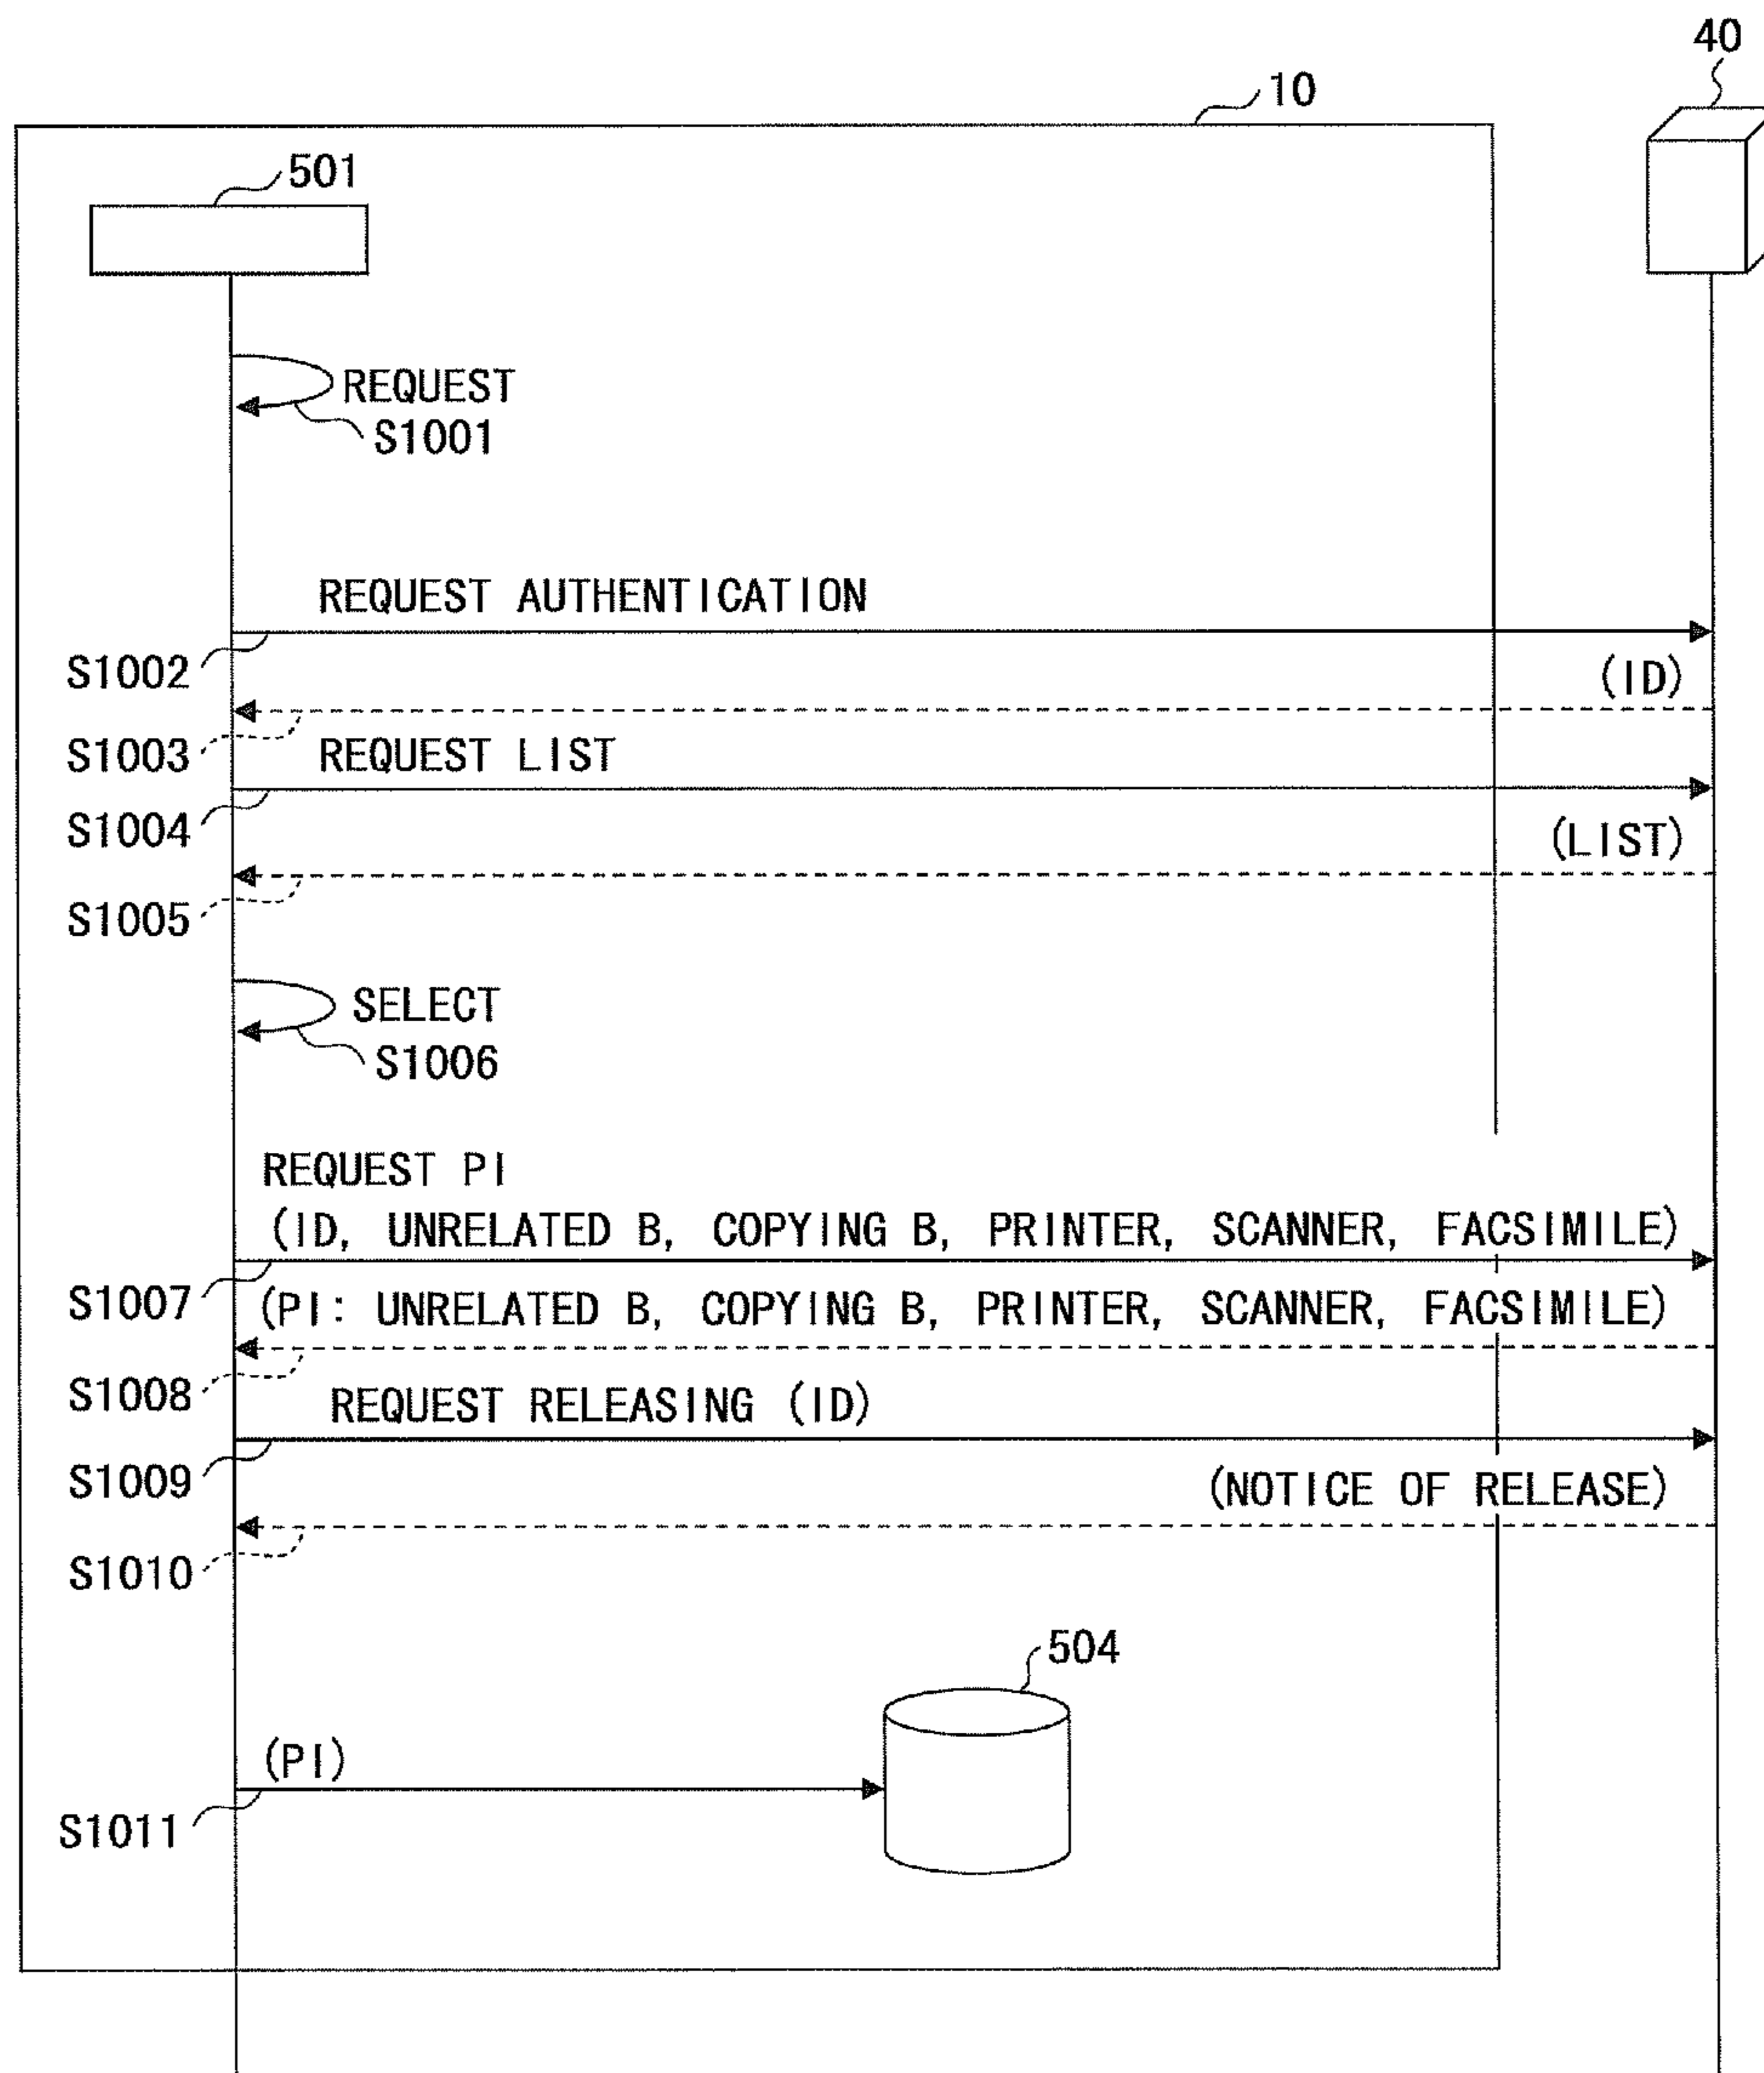 40
10
501
REQUEST
S1001
REQUEST AUTHENTICATION
S1002
(ID)
S1003
REQUEST LIST
S1004
(LIST)
S1005
SELECT
S1006
REQUEST PI
(ID, UNRELATED B, COPYING B, PRINTER, SCANNER, FACSIMILE)
S1007
(PI: UNRELATED B, COPYING B, PRINTER, SCANNER, FACSIMILE)
S1008
REQUEST RELEASING (ID)
S1009
(NOTICE OF RELEASE)
S1010
504
(PI)
S1011